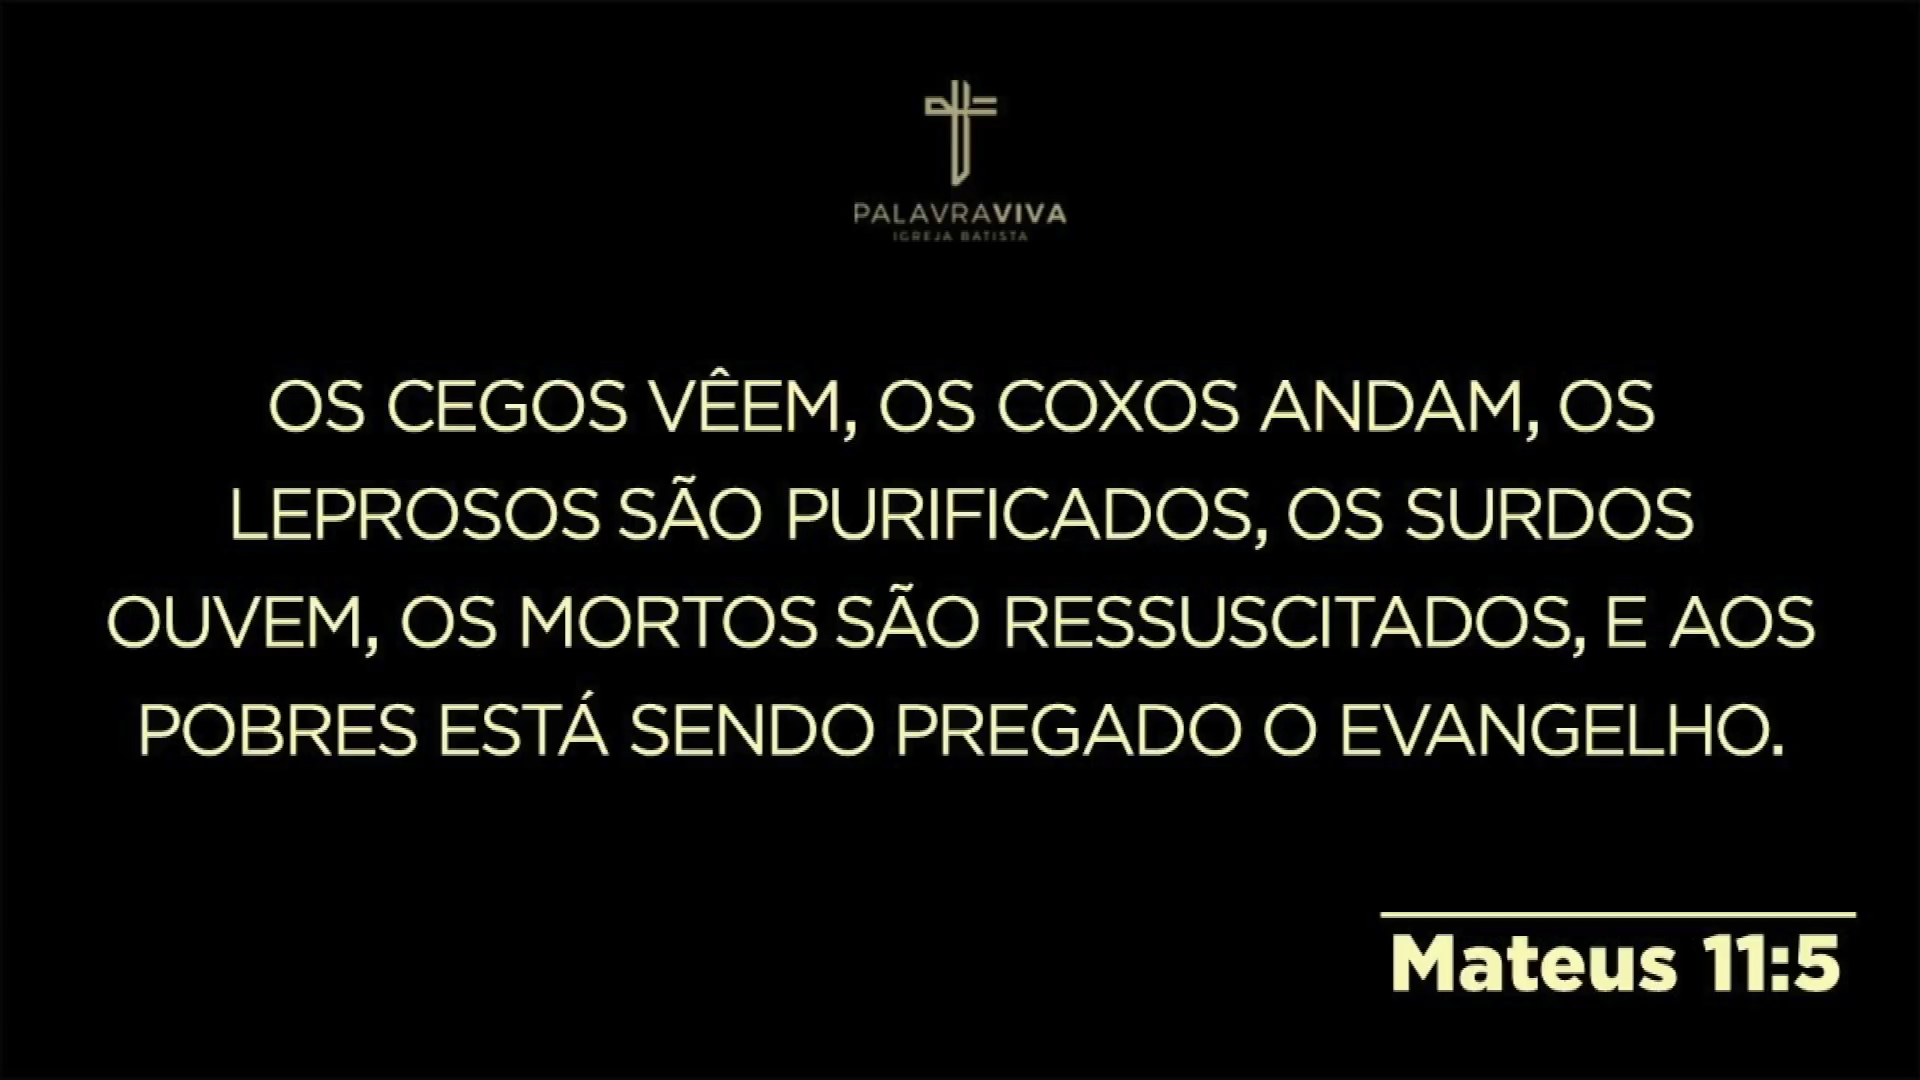 PALAVRAVIVA
IGREJA BATISTA
OS CEGOS VÊEM, OS COXOS ANDAM, OS
LEPROSOS SÃO PURIFICADOS, OS SURDOS
OUVEM, OS MORTOS SÃO RESSUSCITADOS, E AOS
POBRES ESTÁ SENDO PREGADO O EVANGELHO.
Mateus 11:5